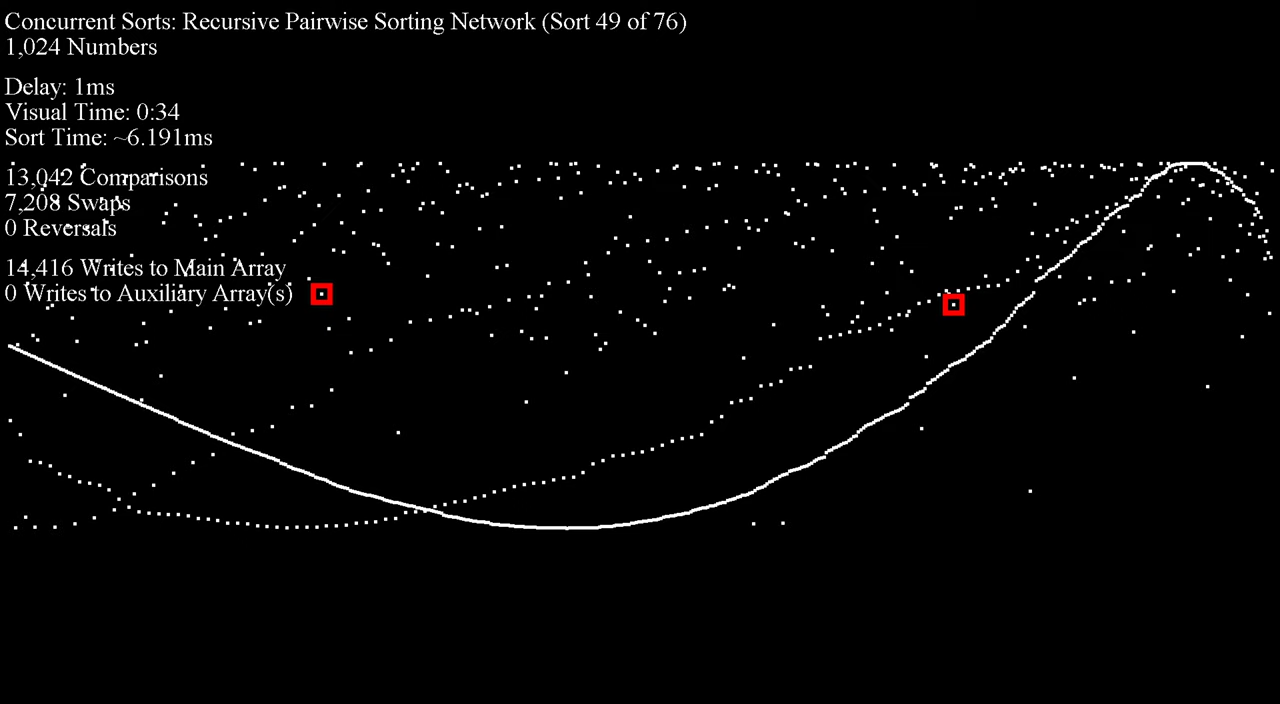 Concurrent Sorts: Recursive Pairwise Sorting Network (Sort 49 of 76)
1,024 Numbers
Delay: 1ms
Visual Time: 0:34
Sort Time: ~6.191ms
13,042 Comparisons
7,208 Swaps
0 Reversals
14,416 Writes to Main Array
0 Writes to Auxiliary Array(s)